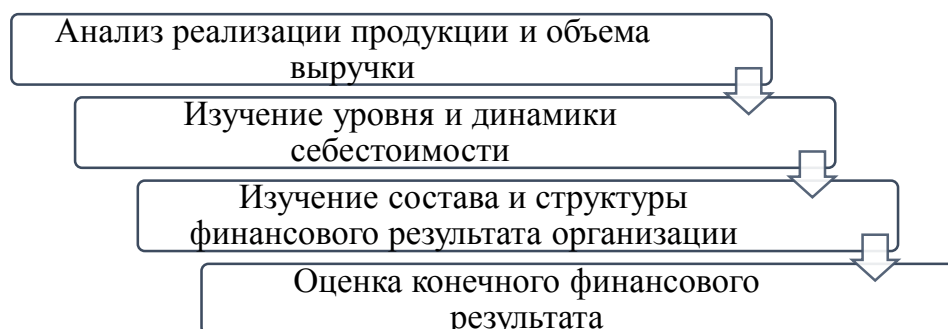 Анализ реализации продукции и объема
выручки
Изучение уровня и динамики
себестоимости
Изучение состава и структуры
финансового результата организации
Оценка конечного финансового
результата